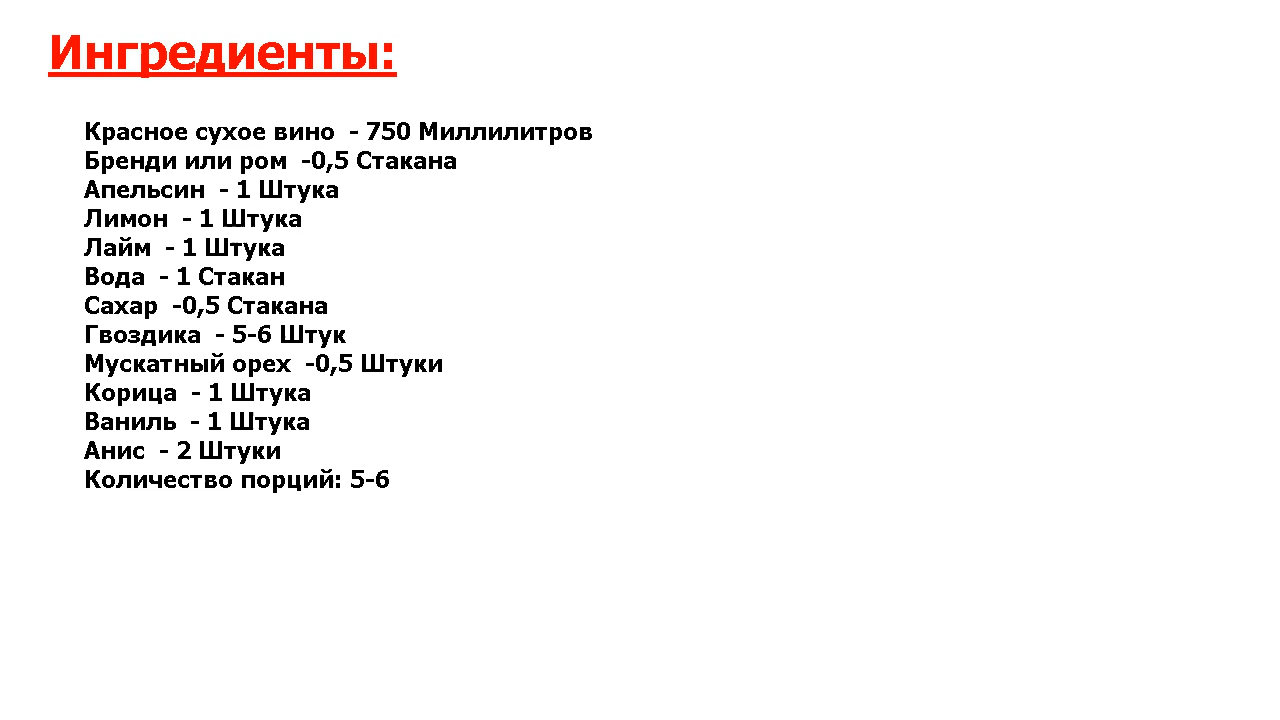 Ингредиенты:
Красное сухое вино  - 750 Миллилитров
Бренди или ром  -0,5 Стакана
Апельсин  - 1 Штука
Лимон  - 1 Штука
Лайм  - 1 Штука
Вода  - 1 Стакан
Сахар  -0,5 Стакана
Гвоздика  - 5-6 Штук
Мускатный орех  -0,5 Штуки
Корица  - 1 Штука
Ваниль  - 1 Штука
Анис  - 2 Штуки
Количество порций: 5-6